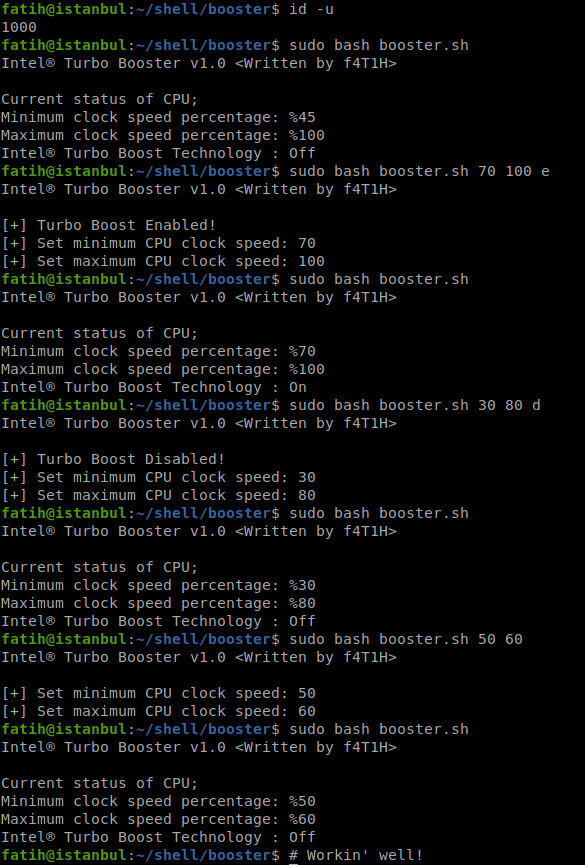 fatih@istanbul:~/shell/booster$ id -u
1000
fatih@istanbul:~/shell/booster$ sudo bash booster.sh
Intel® Turbo Booster v1.0 <Written by f4T1H>
Current status of CPU;
Minimum clock speed percentage: %45
Maximum clock speed percentage: %100
Intel® Turbo Boost Technology : Off
fatih@istanbul:~/shell/booster$ sudo bash booster.sh 70 100 e
Intel® Turbo Booster v1.0 <Written by f4T1H>
[+] Turbo Boost Enabled!
[+] Set minimum CPU clock speed: 70
[+] Set maximum CPU clock speed: 100
fatih@istanbul:~/shell/booster$ sudo bash booster.sh
Intel® Turbo Booster v1.0 <Written by f4T1H>
Current status of CPU;
Minimum clock speed percentage: %70
Maximum clock speed percentage: %100
Intel® Turbo Boost Technology : On
fatih@istanbul:~/shell/booster$ sudo bash booster.sh 30 80 d
Intel® Turbo Booster v1.0 <Written by f4T1H>
[+] Turbo Boost Disabled!
[+] Set minimum CPU clock speed: 30
[+] Set maximum CPU clock speed: 80
fatih@istanbul:~/shell/booster$ sudo bash booster.sh
Intel® Turbo Booster v1.0 <Written by f4T1H>
Current status of CPU;
Minimum clock speed percentage: %30
Maximum clock speed percentage: %80
Intel® Turbo Boost Technology : Off
fatih@istanbul:~/shell/booster$ sudo bash booster.sh 50 60
Intel® Turbo Booster v1.0 <Written by f4T1H>
[+] Set minimum CPU clock speed: 50
[+] Set maximum CPU clock speed: 60
fatih@istanbul:~/shell/booster$ sudo bash booster.sh
Intel® Turbo Booster v1.0 <Written by f4T1H>
Current status of CPU;
Minimum clock speed percentage: %50
Maximum clock speed percentage: %60
Intel® Turbo Boost Technology : Off
fatih@istanbul:~/shell/booster$ # Workin' well!